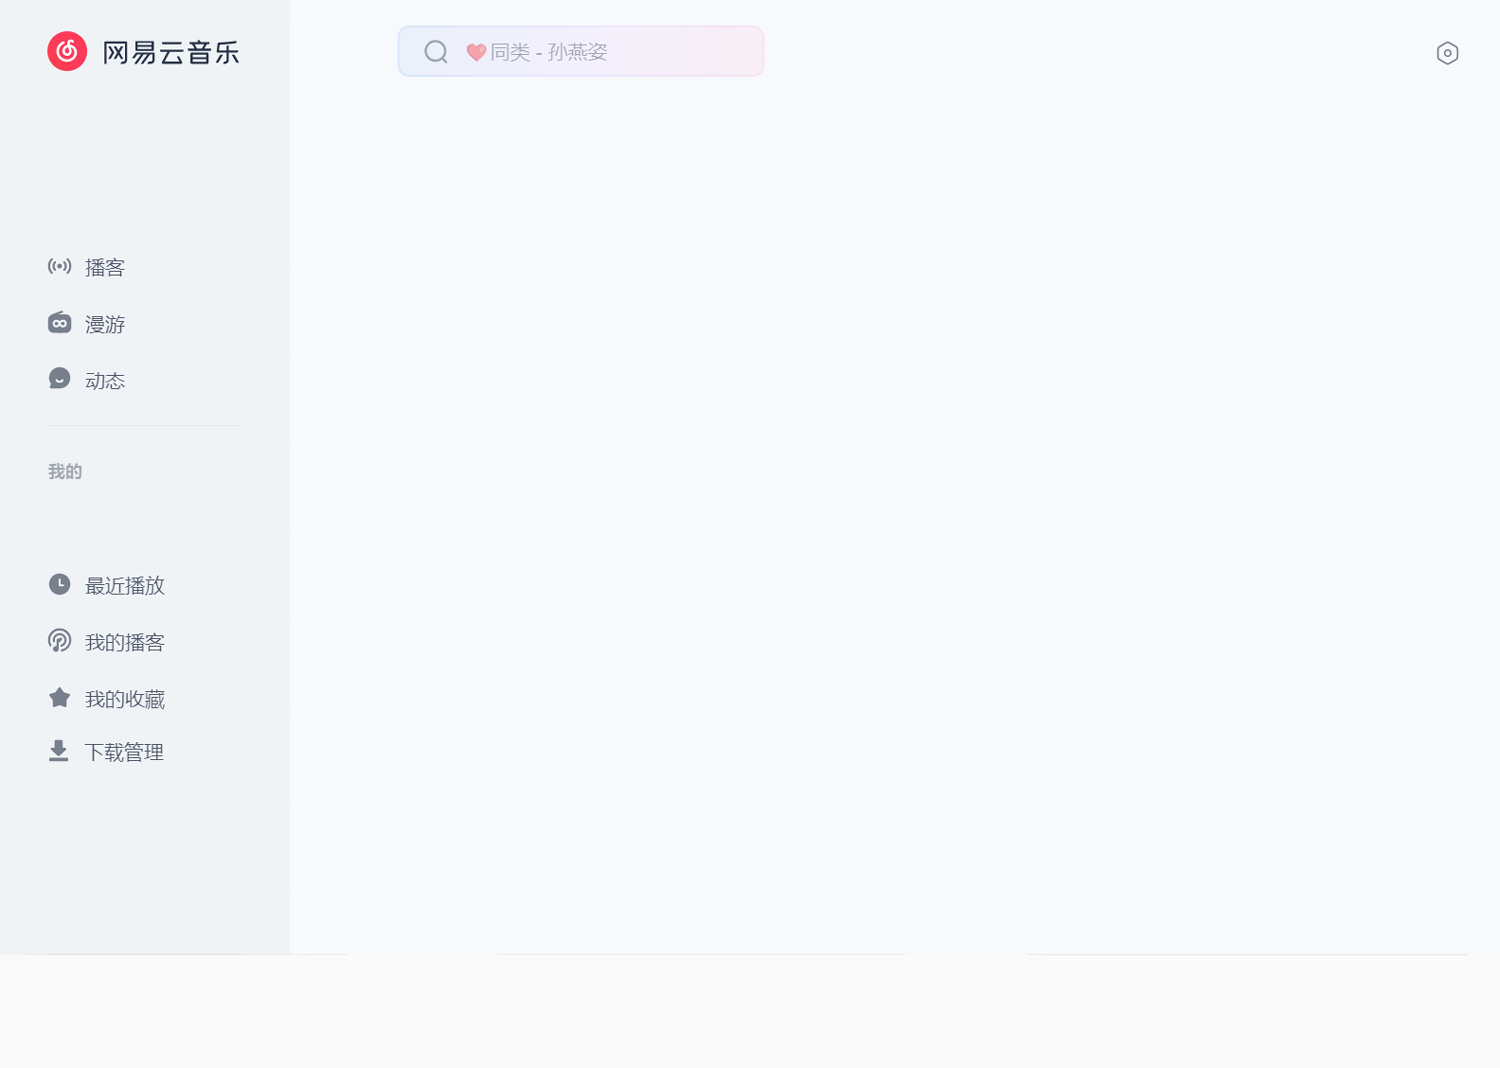 网易云音乐
❤️同类 - 孙燕姿
播客
漫游
动态
我的
最近播放
我的播客
我的收藏
下载管理